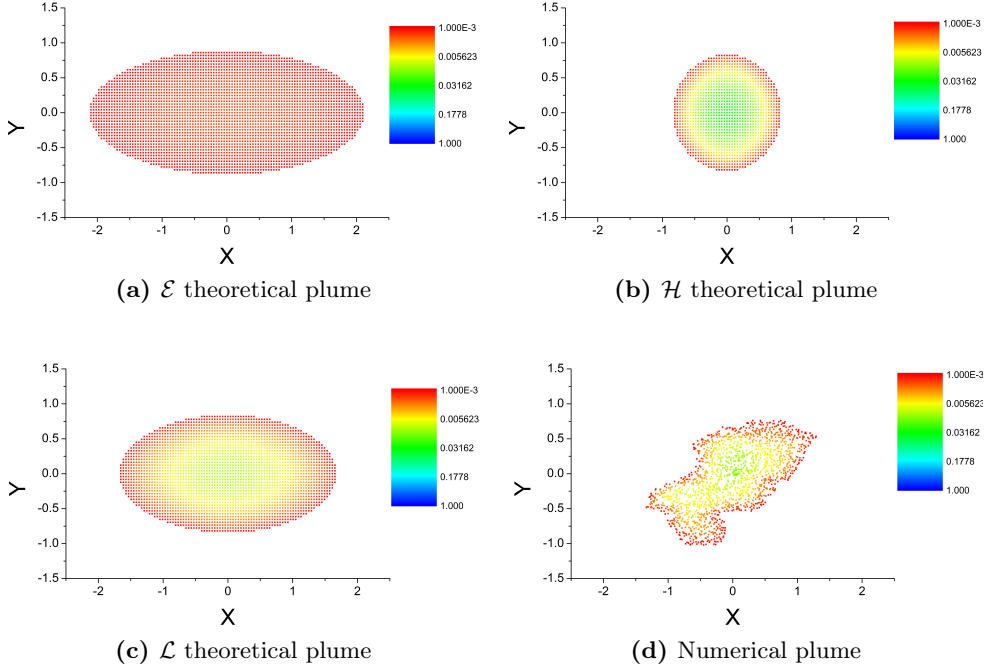 1.5
1.0
0.5
0.0
-0.5
-1.0
-1.5
Y
-2 -1 0 1 2
X
1.000E-3
0.005623
0.03162
0.1778
1.000
(a) ℰ theoretical plume
1.5
1.0
0.5
0.0
-0.5
-1.0
-1.5
Y
-2 -1 0 1 2
X
1.000E-3
0.005623
0.03162
0.1778
1.000
(b) ℋ theoretical plume
1.5
1.0
0.5
0.0
-0.5
-1.0
-1.5
Y
-2 -1 0 1 2
X
1.000E-3
0.005623
0.03162
0.1778
1.000
(c) ℒ theoretical plume
1.5
1.0
0.5
0.0
-0.5
-1.0
-1.5
Y
-2 -1 0 1 2
X
1.000E-3
0.005623
0.03162
0.1778
1.000
(d) Numerical plume